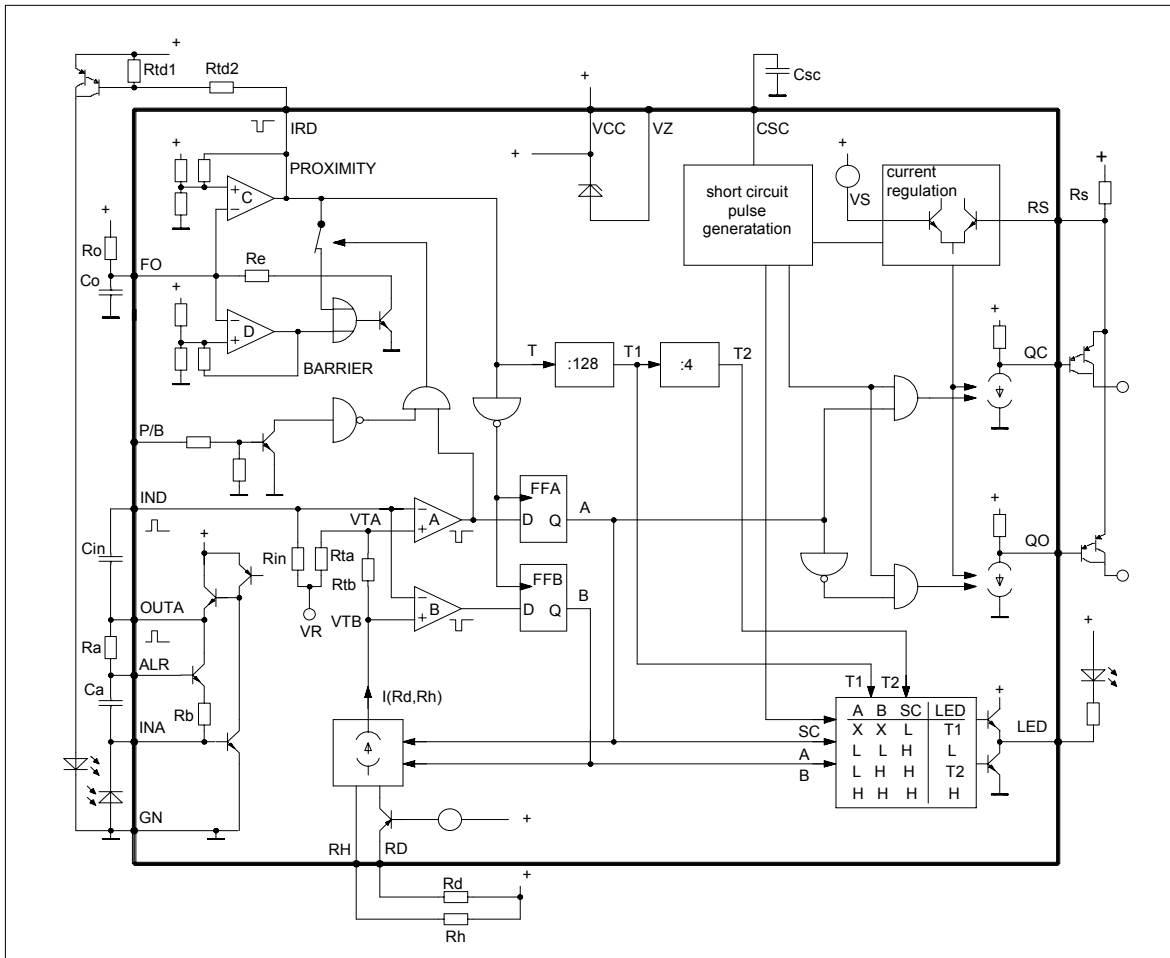 +
Rtd1
Rtd2
+
Csc
IRD
VCC
VZ
CSC
+
PROXIMITY
+
+
C
−
short circuit
pulse
generatation
+
VS
current
regulation
+
Rs
RS
+
Ro
FO
Co
Re
+
−
D
+
BARRIER
T
:128
T1
:4
T2
+
QC
P/B
IND
VTA
−
A
+
FFA
D
Q
A
+
QO
Cin
+
Rin
Rta
Rtb
OUTA
VR
VTB
−
B
+
FFB
D
Q
B
Ra
ALR
Ca
Rb
INA
I(Rd,Rh)
T1
T2
+
A B SC LED
X X L T1
L L H L
L H H T2
H H H H
SC
A
B
+
LED
GN
+
RH
RD
Rd
+
Rh